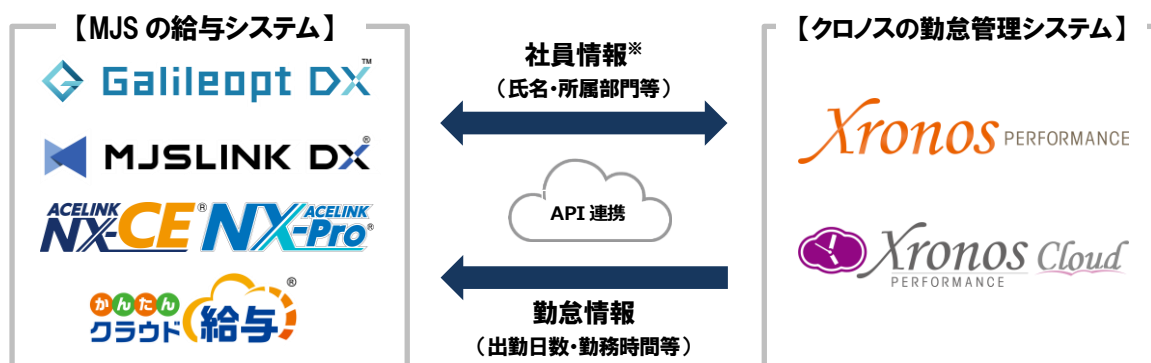 【MJS の給与システム】
Galileopt DX™
MJSLINK DX®
ACELINK NX-CE® ACELINK NX-Pro®
かんたん
クラウド給与®
社員情報※
（氏名・所属部門等）
API 連携
勤怠情報
（出勤日数・勤務時間等）
【クロノスの勤怠管理システム】
Xronos PERFORMANCE
Xronos Cloud
PERFORMANCE